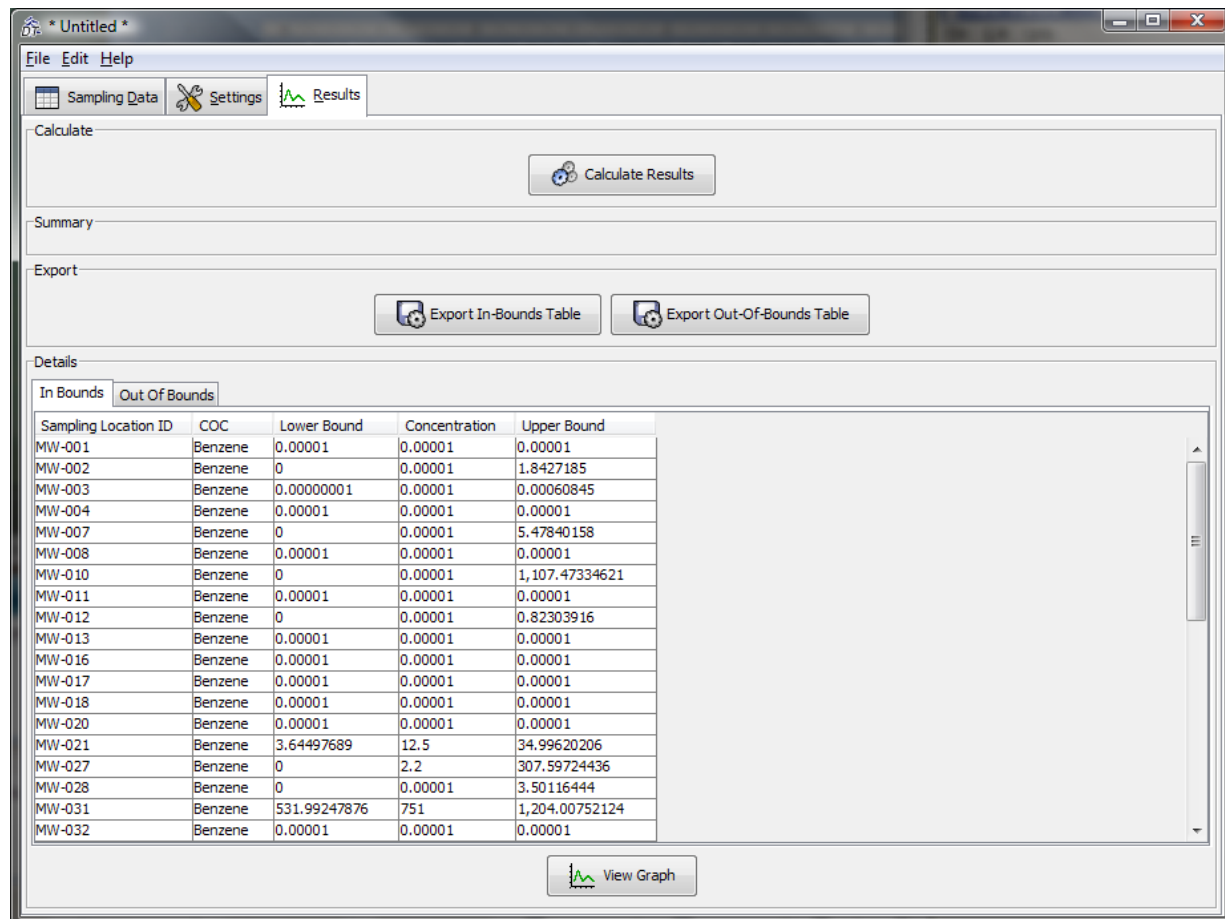 * Untitled *
File Edit Help
Sampling Data Settings Results
Calculate
Calculate Results
Summary
Export
Export In-Bounds Table Export Out-Of-Bounds Table
Details
In Bounds Out Of Bounds
Sampling Location ID COC Lower Bound Concentration Upper Bound
MW-001 Benzene 0.00001 0.00001 0.00001
MW-002 Benzene 0 0.00001 1.8427185
MW-003 Benzene 0.00000001 0.00001 0.00060845
MW-004 Benzene 0.00001 0.00001 0.00001
MW-007 Benzene 0 0.00001 5.47840158
MW-008 Benzene 0.00001 0.00001 0.00001
MW-010 Benzene 0 0.00001 1,107.47334621
MW-011 Benzene 0.00001 0.00001 0.00001
MW-012 Benzene 0 0.00001 0.82303916
MW-013 Benzene 0.00001 0.00001 0.00001
MW-016 Benzene 0.00001 0.00001 0.00001
MW-017 Benzene 0.00001 0.00001 0.00001
MW-018 Benzene 0.00001 0.00001 0.00001
MW-020 Benzene 0.00001 0.00001 0.00001
MW-021 Benzene 3.64497689 12.5 34.99620206
MW-027 Benzene 0 2.2 307.59724436
MW-028 Benzene 0 0.00001 3.50116444
MW-031 Benzene 531.99247876 751 1,204.00752124
MW-032 Benzene 0.00001 0.00001 0.00001
View Graph